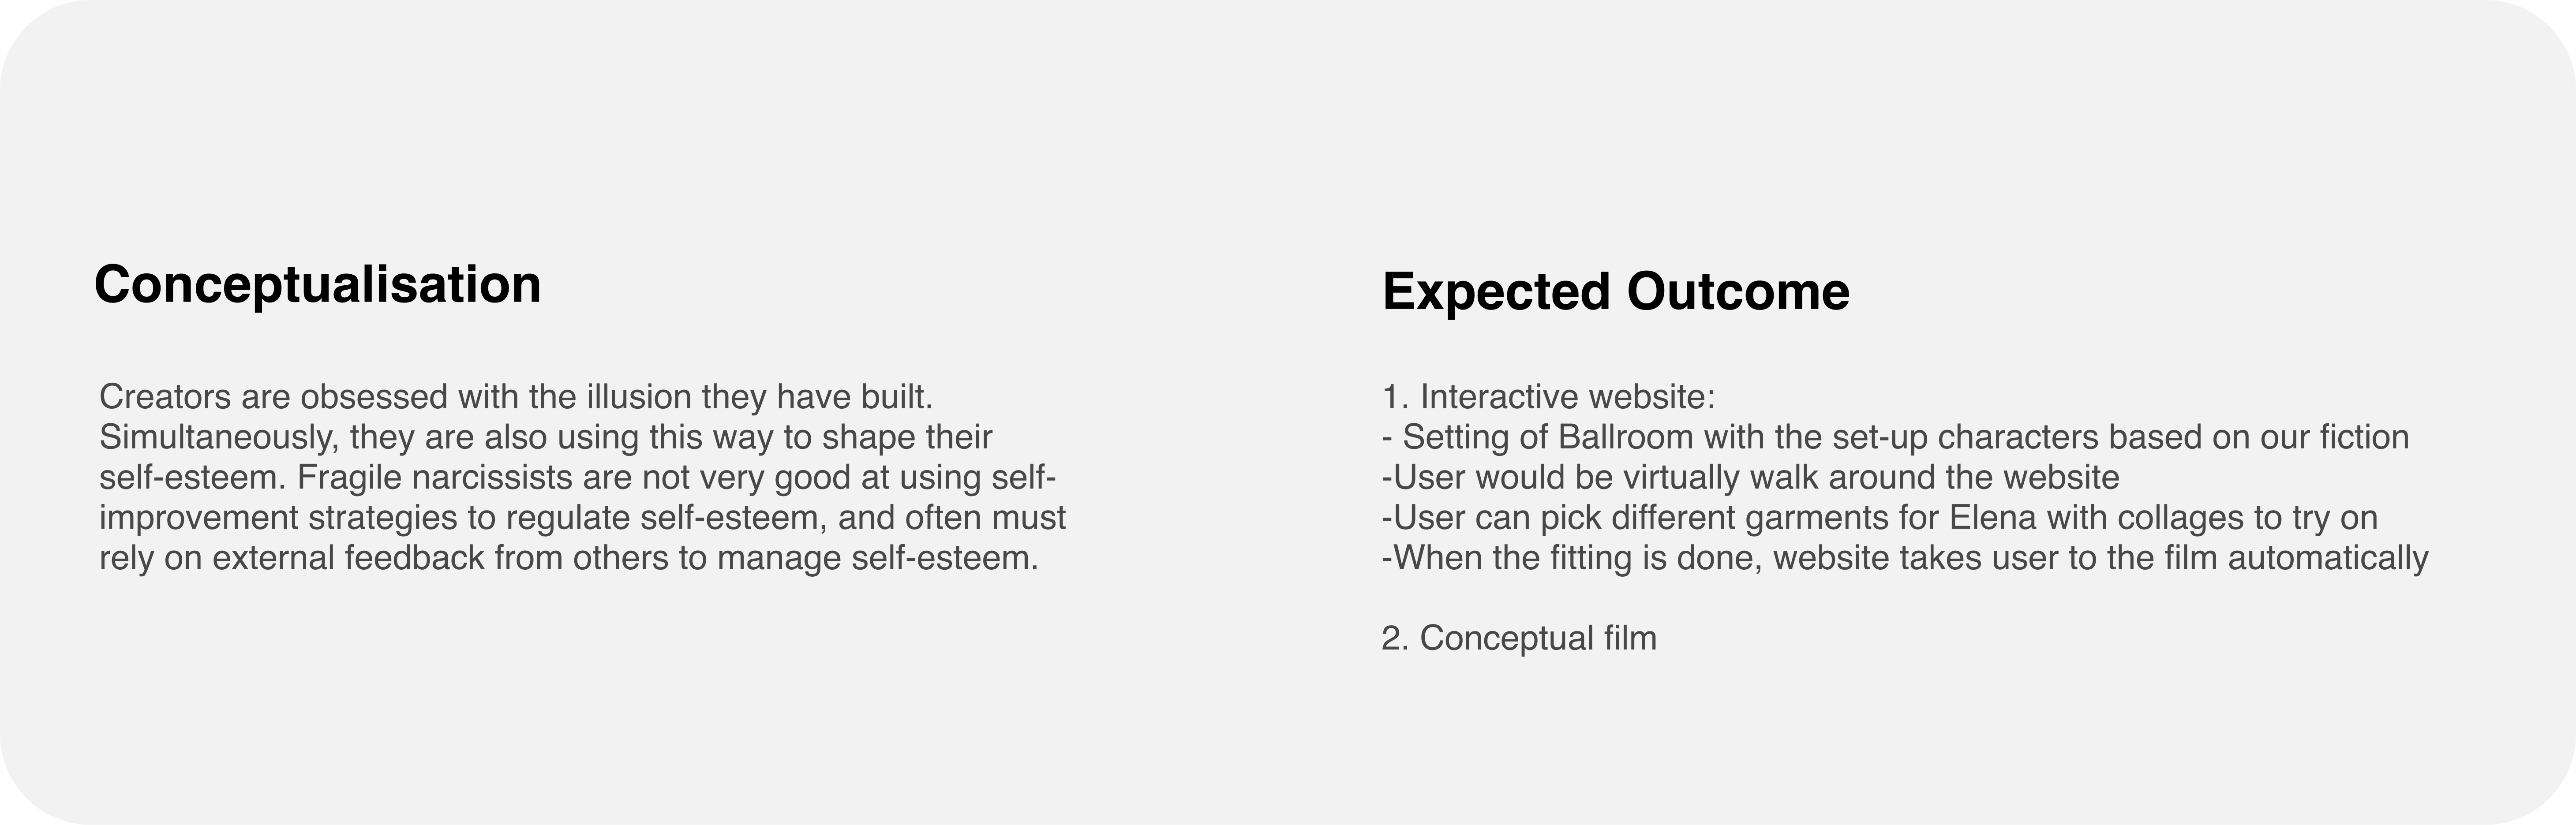 Conceptualisation
Creators are obsessed with the illusion they have built.
Simultaneously, they are also using this way to shape their
self-esteem. Fragile narcissists are not very good at using self-
improvement strategies to regulate self-esteem, and often must
rely on external feedback from others to manage self-esteem.
Expected Outcome
1. Interactive website:
- Setting of Ballroom with the set-up characters based on our fiction
-User would be virtually walk around the website
-User can pick different garments for Elena with collages to try on
-When the fitting is done, website takes user to the film automatically
2. Conceptual film